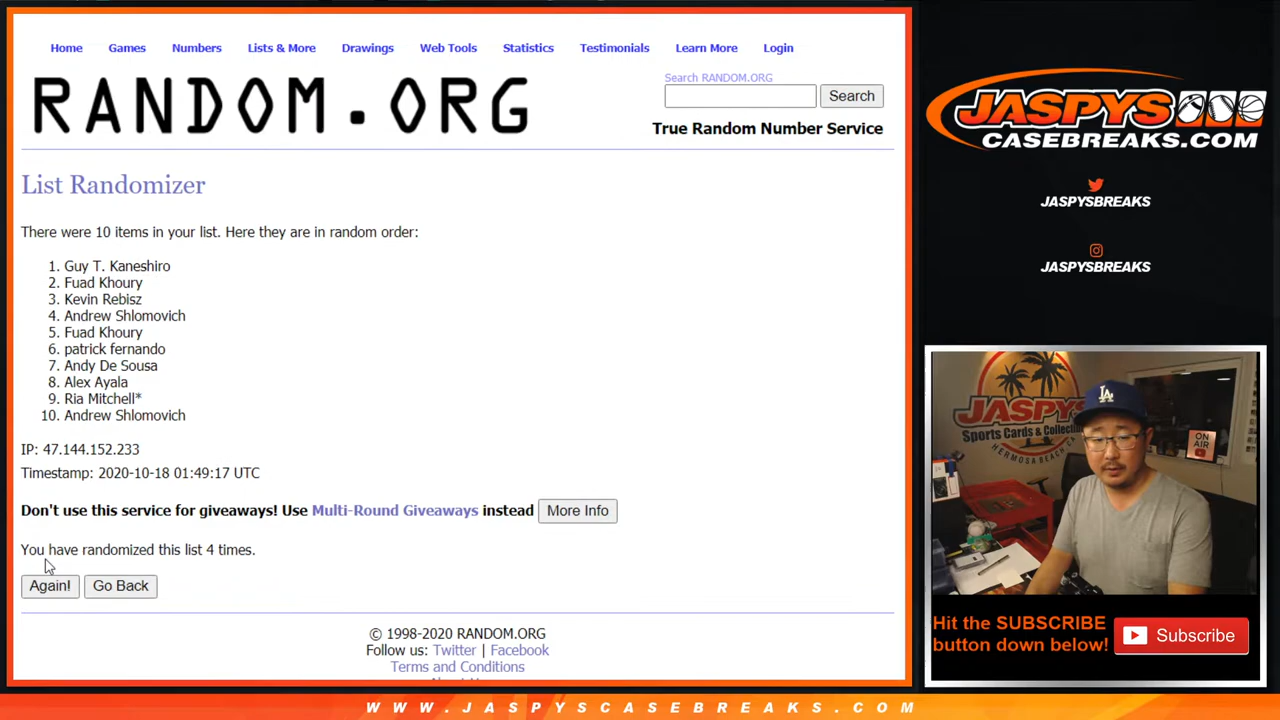 Home Games Numbers Lists & More Drawings Web Tools Statistics Testimonials Learn More Login
RANDOM.ORG
Search RANDOM.ORG
Search
True Random Number Service
List Randomizer
There were 10 items in your list. Here they are in random order:
1. Guy T. Kaneshiro
2. Fuad Khoury
3. Kevin Rebisz
4. Andrew Shlomovich
5. Fuad Khoury
6. patrick fernando
7. Andy De Sousa
8. Alex Ayala
9. Ria Mitchell*
10. Andrew Shlomovich
IP: 47.144.152.233
Timestamp: 2020-10-18 01:49:17 UTC
Don't use this service for giveaways! Use Multi-Round Giveaways instead More Info
You have randomized this list 4 times.
Again! Go Back
© 1998-2020 RANDOM.ORG
Follow us: Twitter | Facebook
Terms and Conditions
JASPYS
CASEBREAKS.COM
JASPYSBREAKS
JASPYSBREAKS
JASPYS
Sports Cards & Collectibles
HERMOSA BEACH, CA
LA
ON
AIR
Hit the SUBSCRIBE
button down below!
Subscribe
WWW.JASPYSCASEBREAKS.COM